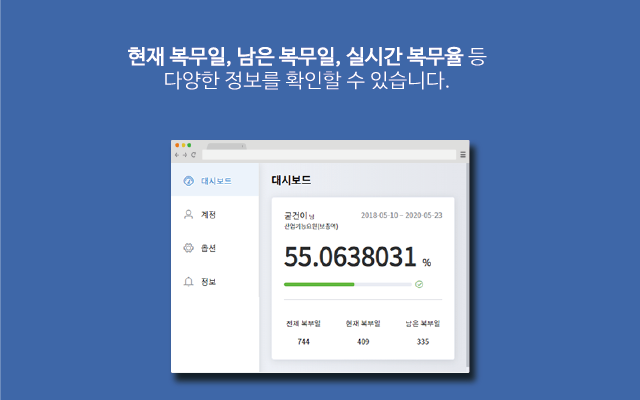 현재 복무일, 남은 복무일, 실시간 복무율 등
다양한 정보를 확인할 수 있습니다.
대시보드
계정
옵션
정보
대시보드
굳건이 님
2018-05-10 ~ 2020-05-23
산업기능요원(보충역)
55.0638031 %
전체 복무일 현재 복무일 남은 복무일
744 409 335